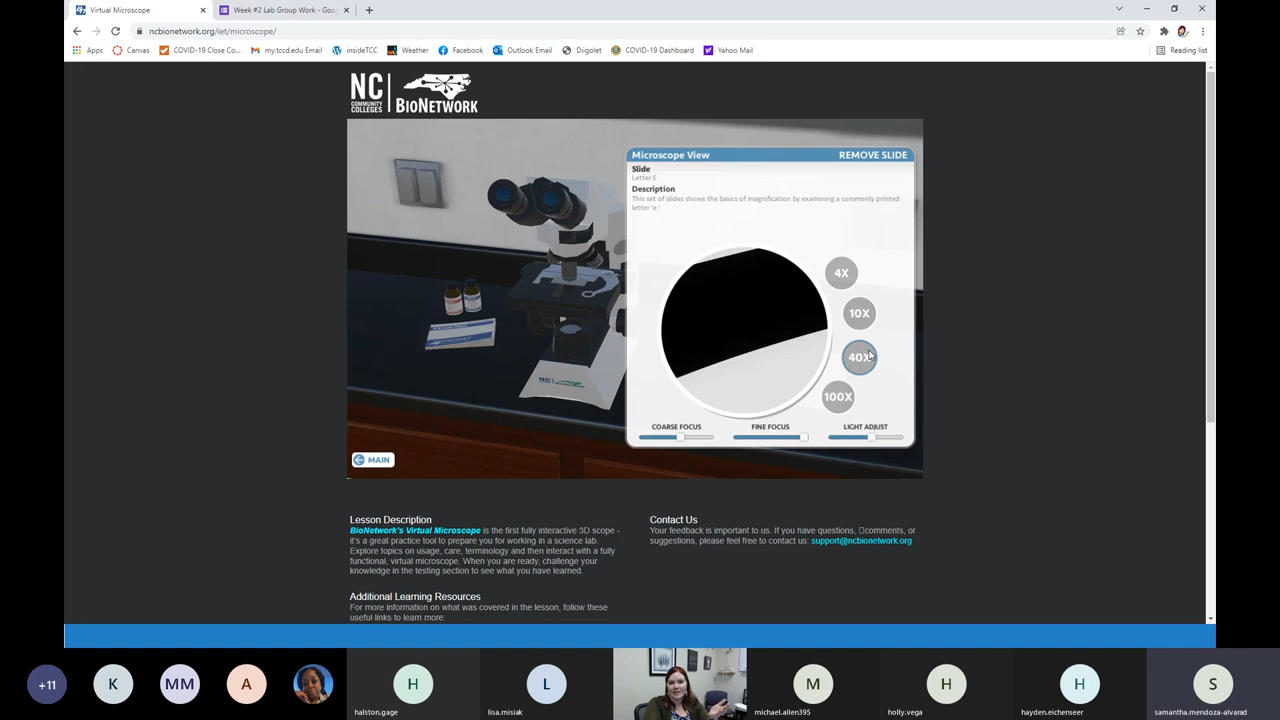 Virtual Microscope
Week #2 Lab Group Work - Goo
ncbionetwork.org/iet/microscope/
Apps
Canvas
COVID-19 Close Co...
my.tccd.edu Email
insideTCC
Weather
Facebook
Outlook Email
Diigolet
COVID-19 Dashboard
Yahoo Mail
Reading list
NC
COMMUNITY
COLLEGES
BIONETWORK
Microscope View
REMOVE SLIDE
Slide
Letter E
Description
This set of slides shows the basics of magnification by examining a commonly printed
letter 'e.'
4X
10X
40X
100X
COARSE FOCUS
FINE FOCUS
LIGHT ADJUST
MAIN
Lesson Description
BioNetwork's Virtual Microscope is the first fully interactive 3D scope -
it's a great practice tool to prepare you for working in a science lab.
Explore topics on usage, care, terminology and then interact with a fully
functional, virtual microscope. When you are ready, challenge your
knowledge in the testing section to see what you have learned.
Additional Learning Resources
For more information on what was covered in the lesson, follow these
useful links to learn more:
Contact Us
Your feedback is important to us. If you have questions, comments, or
suggestions, please feel free to contact us: support@ncbionetwork.org
+11
K
MM
A
H
halston.gage
L
lisa.misiak
M
michael.allen395
H
holly.vega
H
hayden.eichenseer
S
samantha.mendoza-alvarad